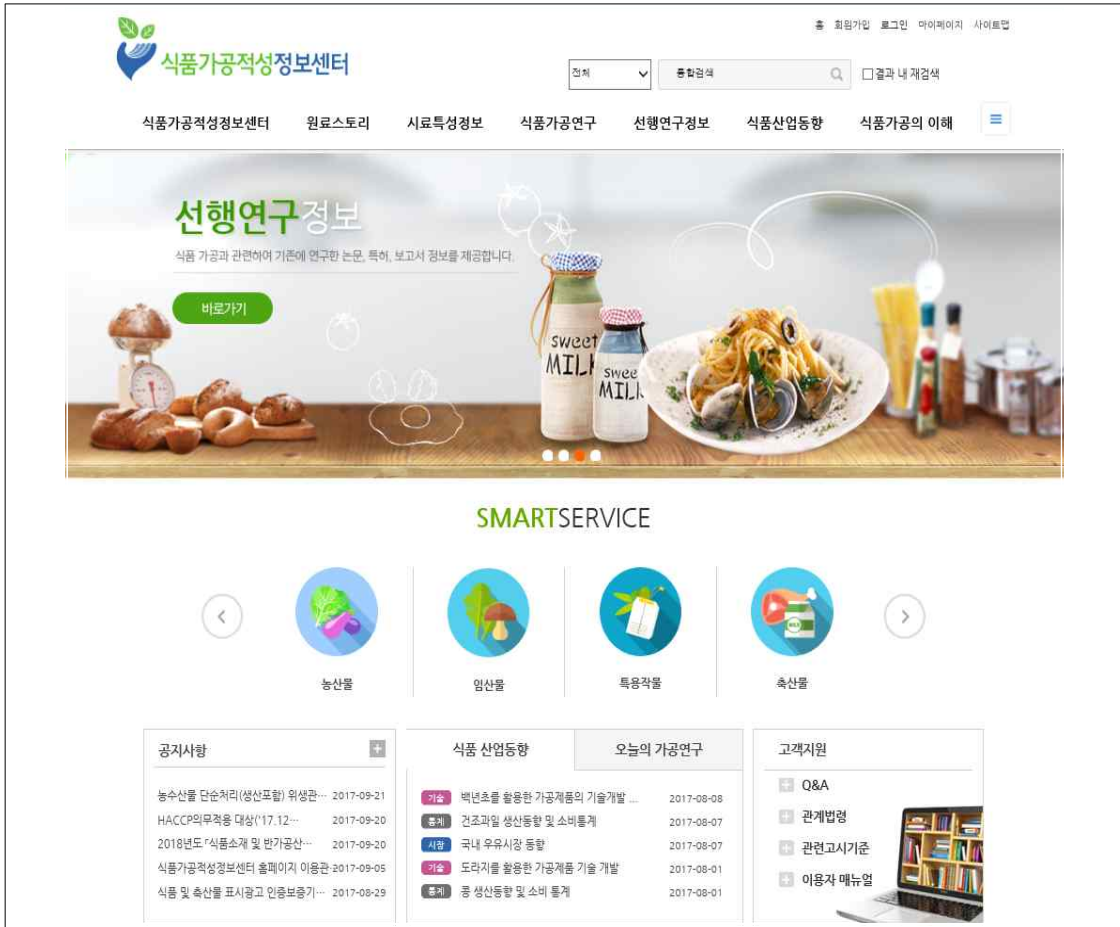 홈 회원가입 로그인 마이페이지 사이트맵
식품가공적성정보센터
전체 통합검색 결과 내 재검색
식품가공적성정보센터 원료스토리 시료특성정보 식품가공연구 선행연구정보 식품산업동향 식품가공의 이해
선행연구정보
식품 가공과 관련하여 기존에 연구한 논문, 특허, 보고서 정보를 제공합니다.
바로가기
sweet
MILK
swee
MILK
SMARTSERVICE
농산물 임산물 특용작물 축산물
공지사항
농수산물 단순처리(생산포함) 위생관… 2017-09-21
HACCP의무적용 대상('17.12… 2017-09-20
2018년도 「식품소재 및 반가공산… 2017-09-20
식품가공적성정보센터 홈페이지 이용관 2017-09-05
식품 및 축산물 표시광고 인증보증기… 2017-08-29
식품 산업동향 오늘의 가공연구
기술 백년초를 활용한 가공제품의 기술개발 ... 2017-08-08
통계 건조과일 생산동향 및 소비통계 2017-08-07
시장 국내 우유시장 동향 2017-08-07
기술 도라지를 활용한 가공제품 기술 개발 2017-08-01
통계 콩 생산동향 및 소비 통계 2017-08-01
고객지원
Q&A
관계법령
관련고시기준
이용자 매뉴얼